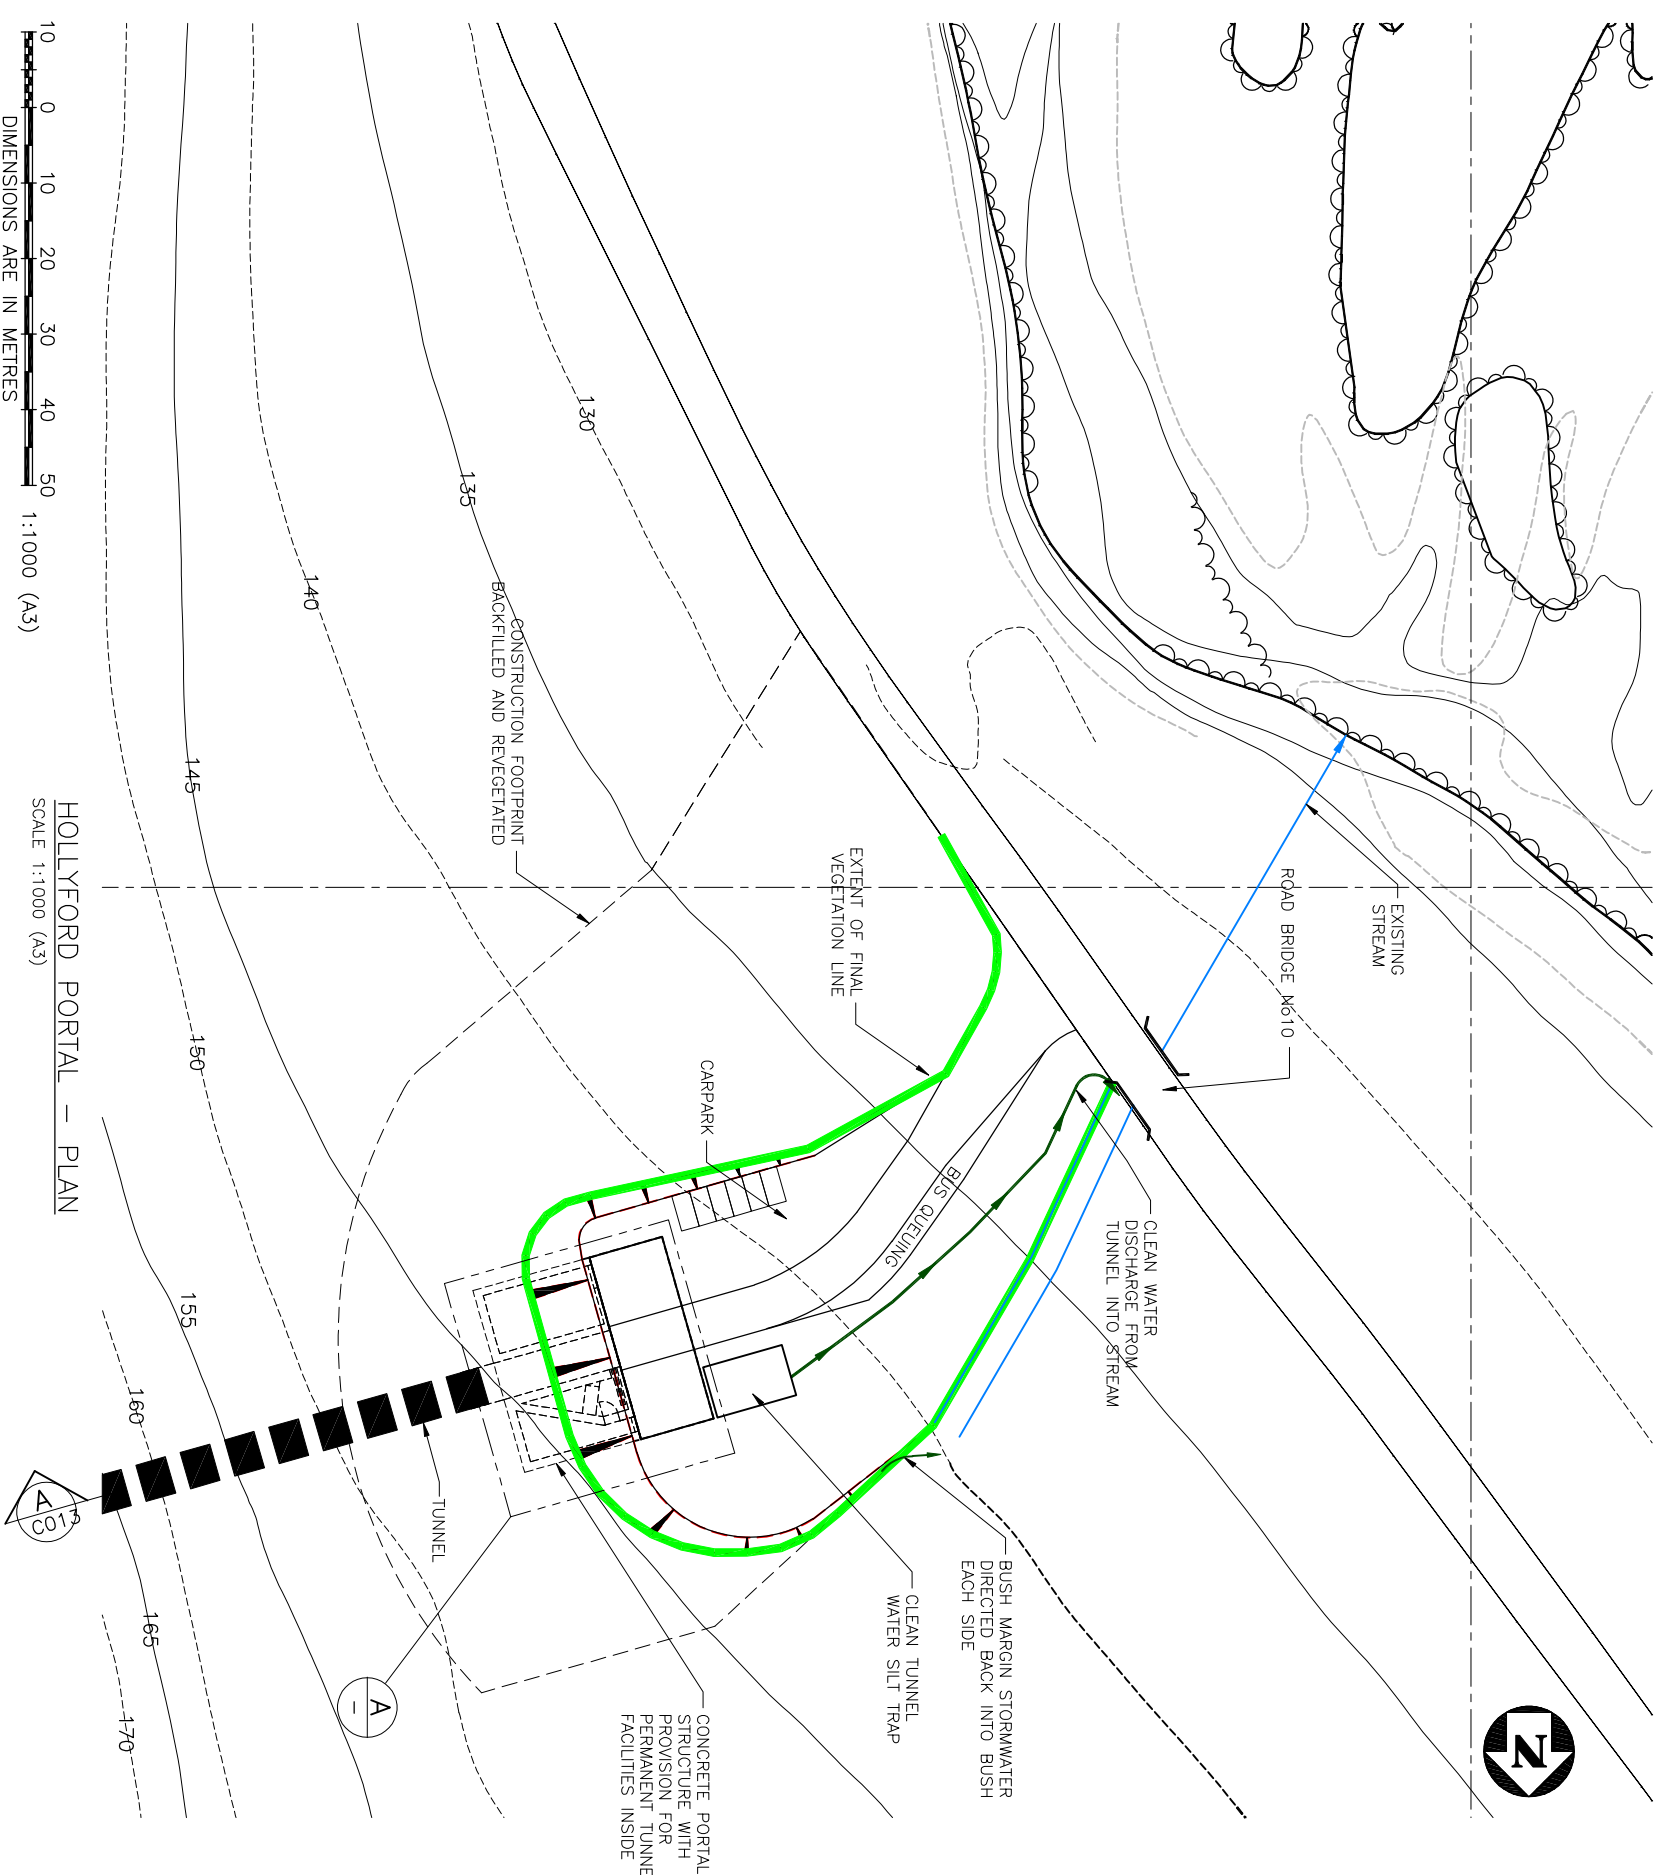 EXISTING
STREAM
ROAD BRIDGE No10
CLEAN WATER
DISCHARGE FROM
TUNNEL INTO STREAM
BUSH MARGIN STORMWATER
DIRECTED BACK INTO BUSH
EACH SIDE
CLEAN TUNNEL
WATER SILT TRAP
CONCRETE PORTAL
STRUCTURE WITH
PROVISION FOR
PERMANENT TUNNE
FACILITIES INSIDE
BUS QUEUING
EXTENT OF FINAL
VEGETATION LINE
CARPARK
CONSTRUCTION FOOTPRINT
BACKFILLED AND REVEGETATED
TUNNEL
130
135
140
145
150
155
160
165
170
A
–
A
C013
N
HOLLYFORD PORTAL – PLAN
SCALE 1:1000 (A3)
10 0 10 20 30 40 50
1:1000 (A3)
DIMENSIONS ARE IN METRES